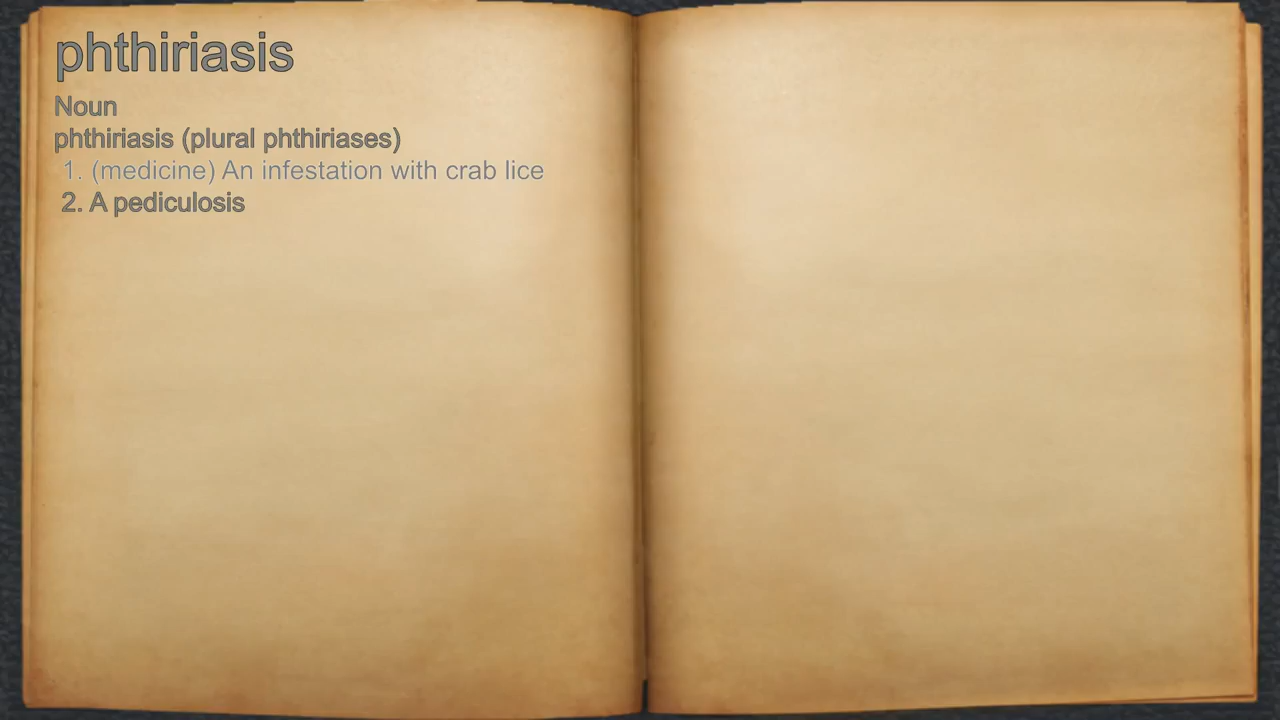 phthiriasis
Noun
phthiriasis (plural phthiriases)
1. (medicine) An infestation with crab lice
2. A pediculosis